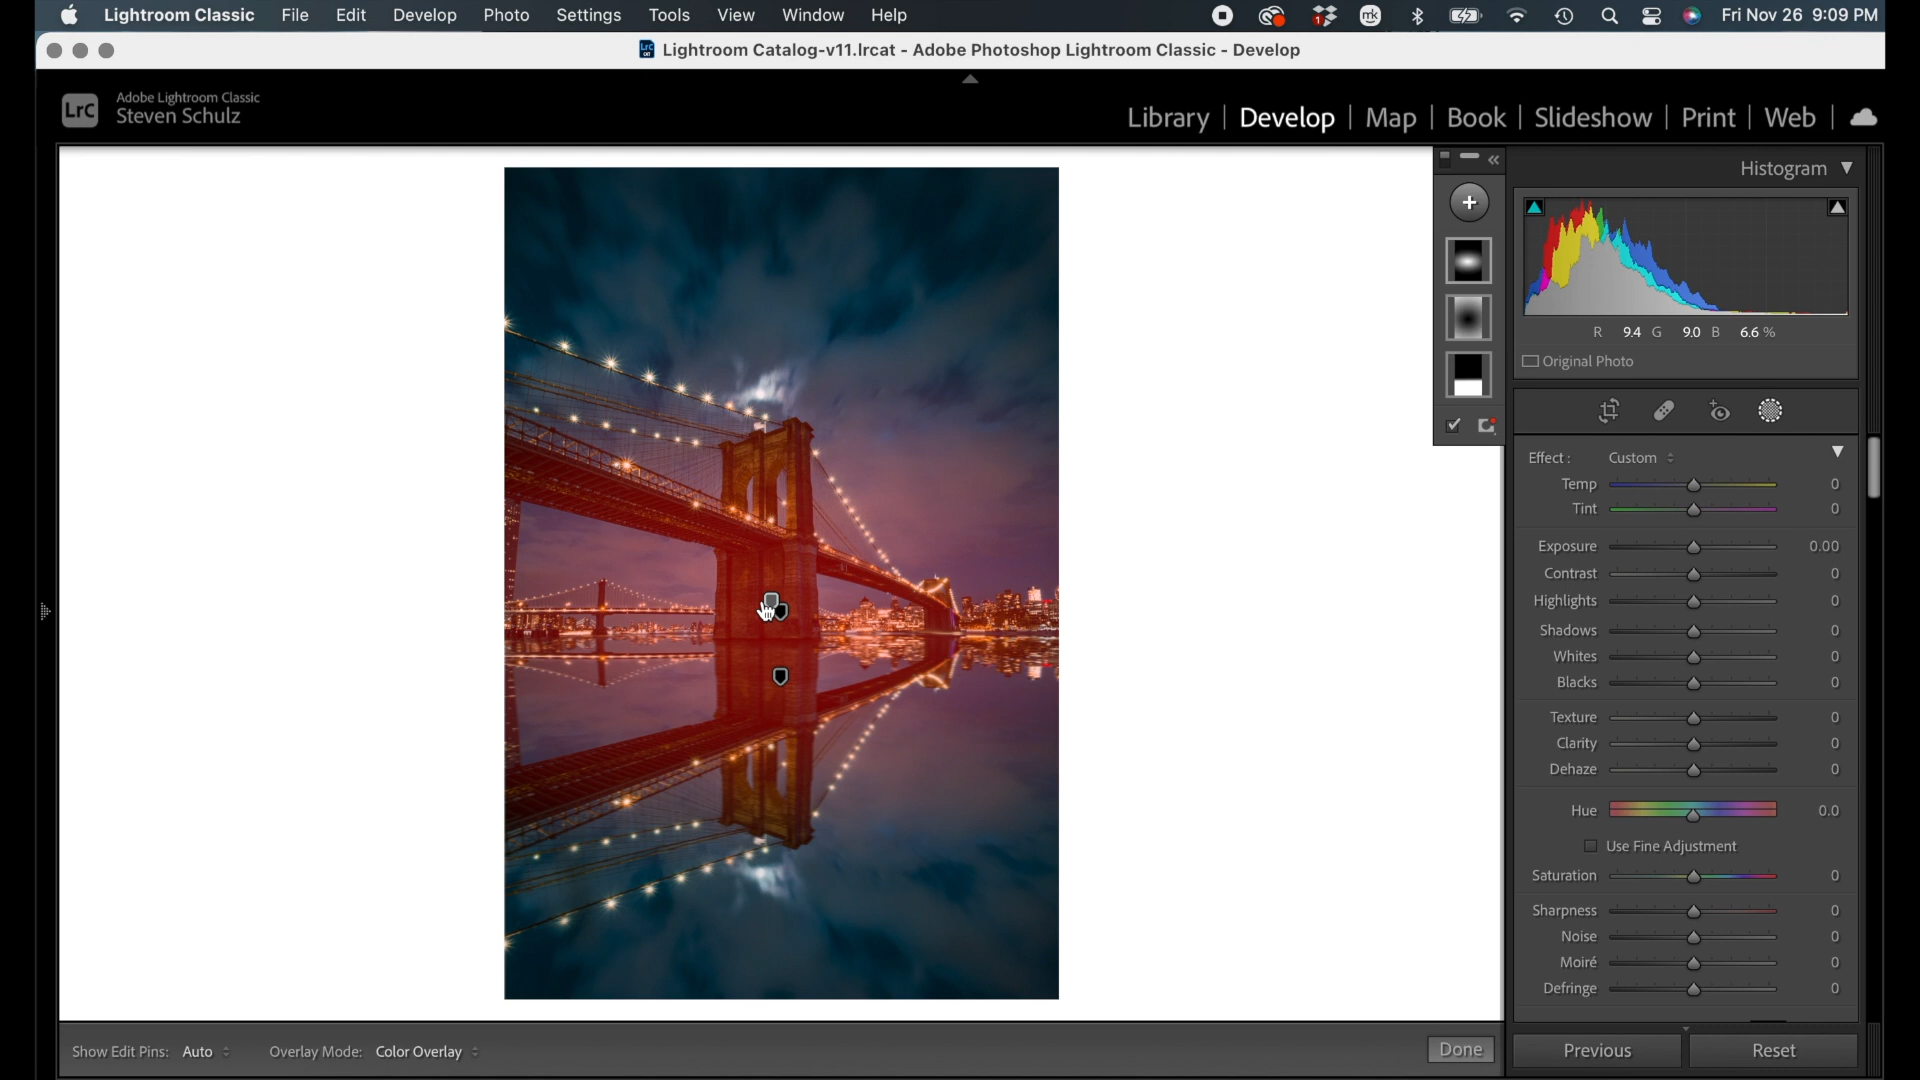 Lightroom Classic File Edit Develop Photo Settings Tools View Window Help 1 mk Fri Nov 26 9:09 PM
LrC CAT Lightroom Catalog-v11.lrcat - Adobe Photoshop Lightroom Classic - Develop
LrC Adobe Lightroom Classic
Steven Schulz
Library | Develop | Map | Book | Slideshow | Print | Web |
Histogram
R 9.4 G 9.0 B 6.6 %
Original Photo
Effect : Custom
Temp 0
Tint 0
Exposure 0.00
Contrast 0
Highlights 0
Shadows 0
Whites 0
Blacks 0
Texture 0
Clarity 0
Dehaze 0
Hue 0.0
Use Fine Adjustment
Saturation 0
Sharpness 0
Noise 0
Moiré 0
Defringe 0
Show Edit Pins: Auto Overlay Mode: Color Overlay Done Previous Reset